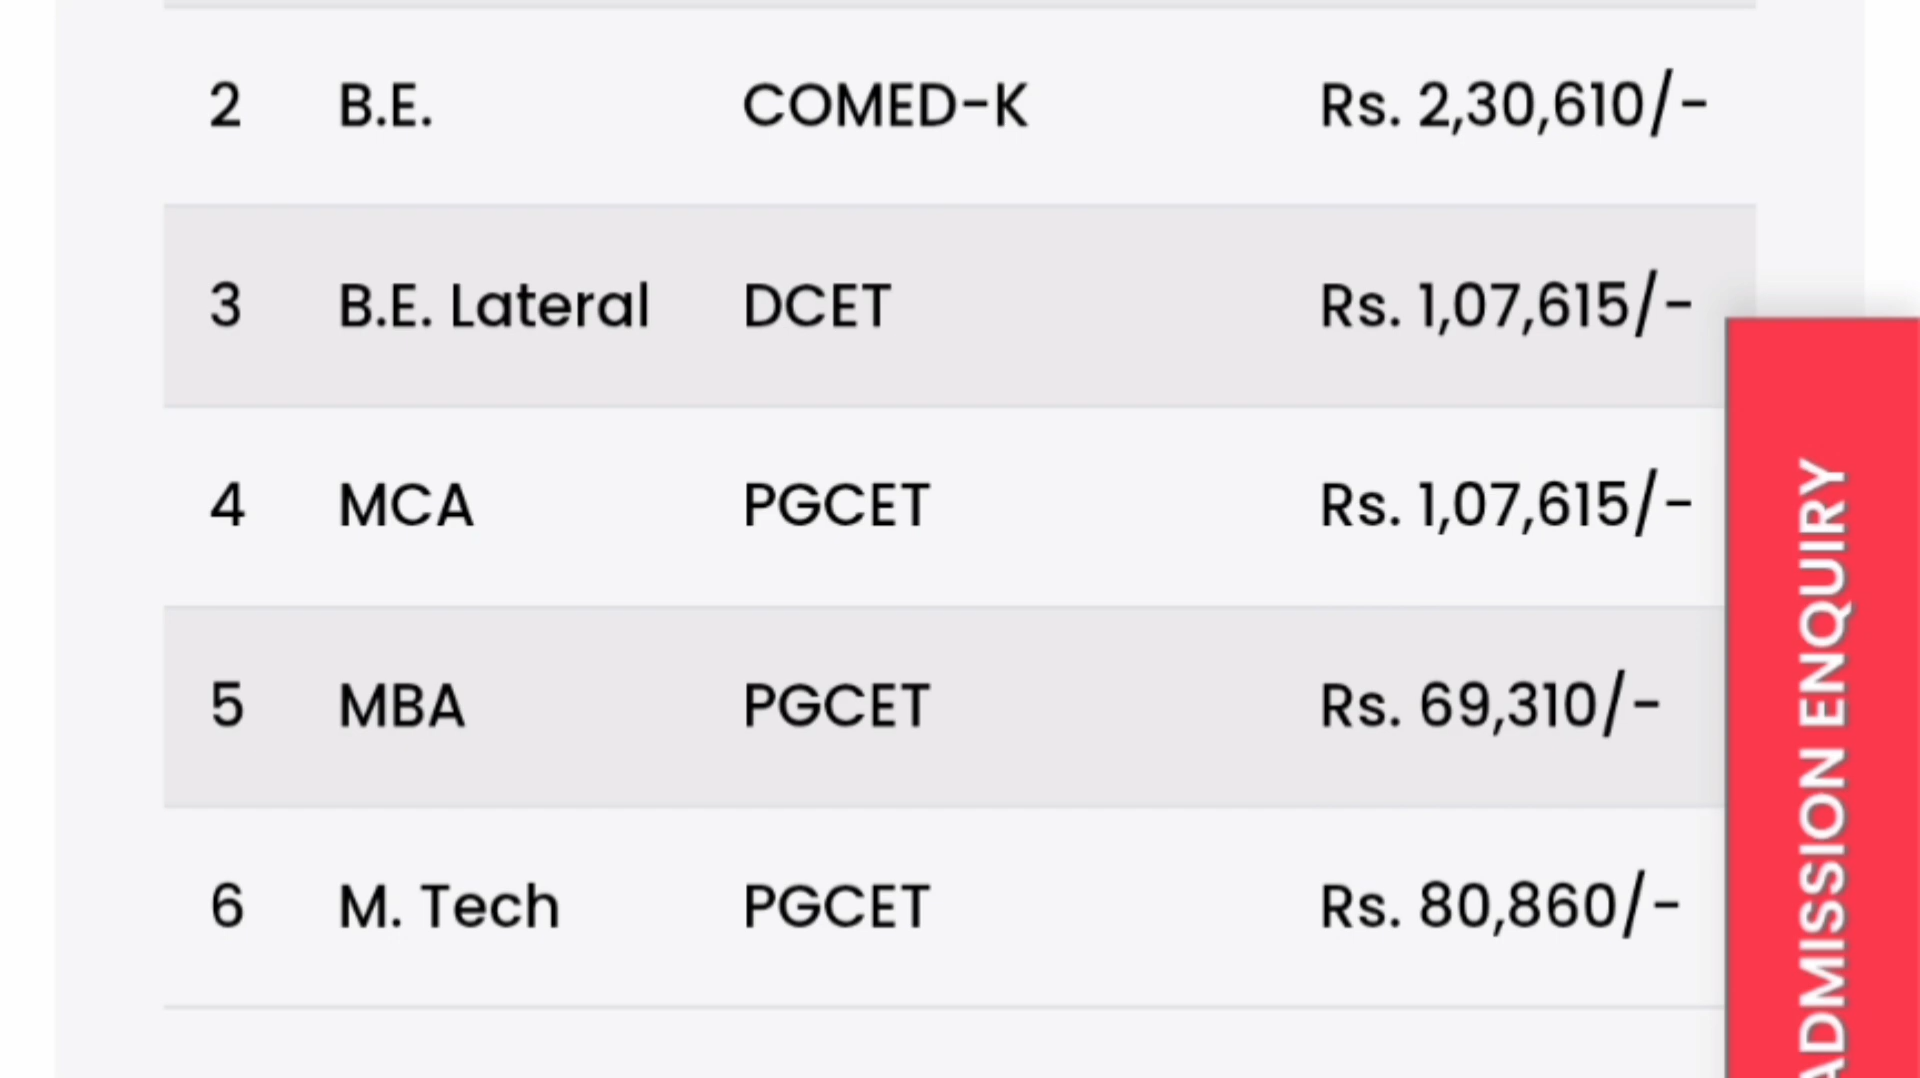 2 B.E. COMED-K Rs. 2,30,610/-
3 B.E. Lateral DCET Rs. 1,07,615/-
4 MCA PGCET Rs. 1,07,615/-
5 MBA PGCET Rs. 69,310/-
6 M. Tech PGCET Rs. 80,860/-
ADMISSION ENQUIRY